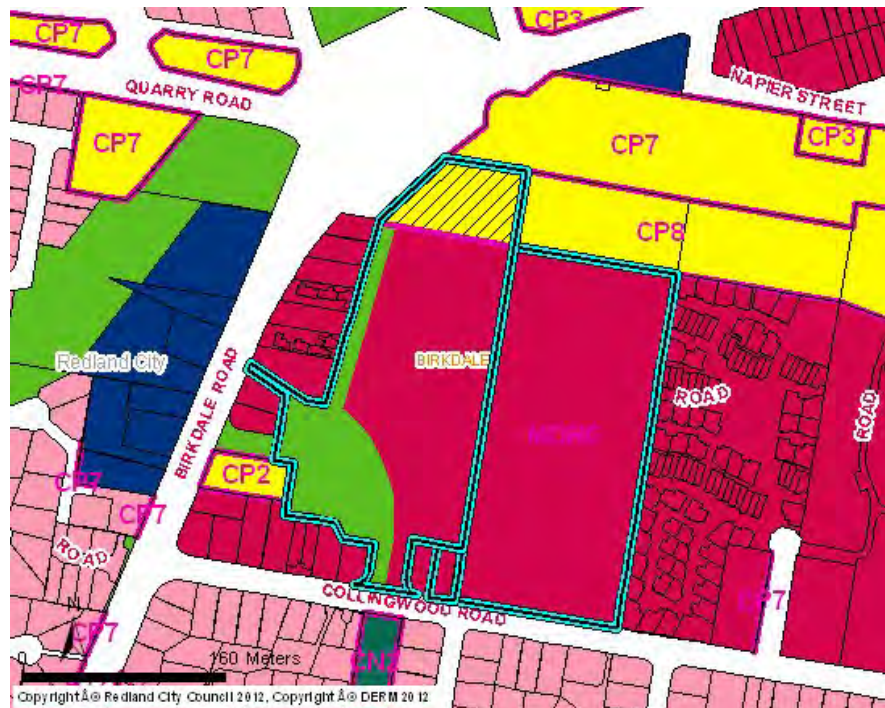 CP3
CP7
CP7
CP7
QUARRY ROAD
NAPIER STREET
CP7
CP7
CP3
CP8
BIRKDALE
Redland City
BIRKDALE ROAD
ROAD
ROAD
CP2
CP7
CP7
ROAD
COLLINGWOOD ROAD
CP7
CP7
CN2
N
0 160 Meters
Copyright Â© Redland City Council 2012, Copyright Â© DERM 2012